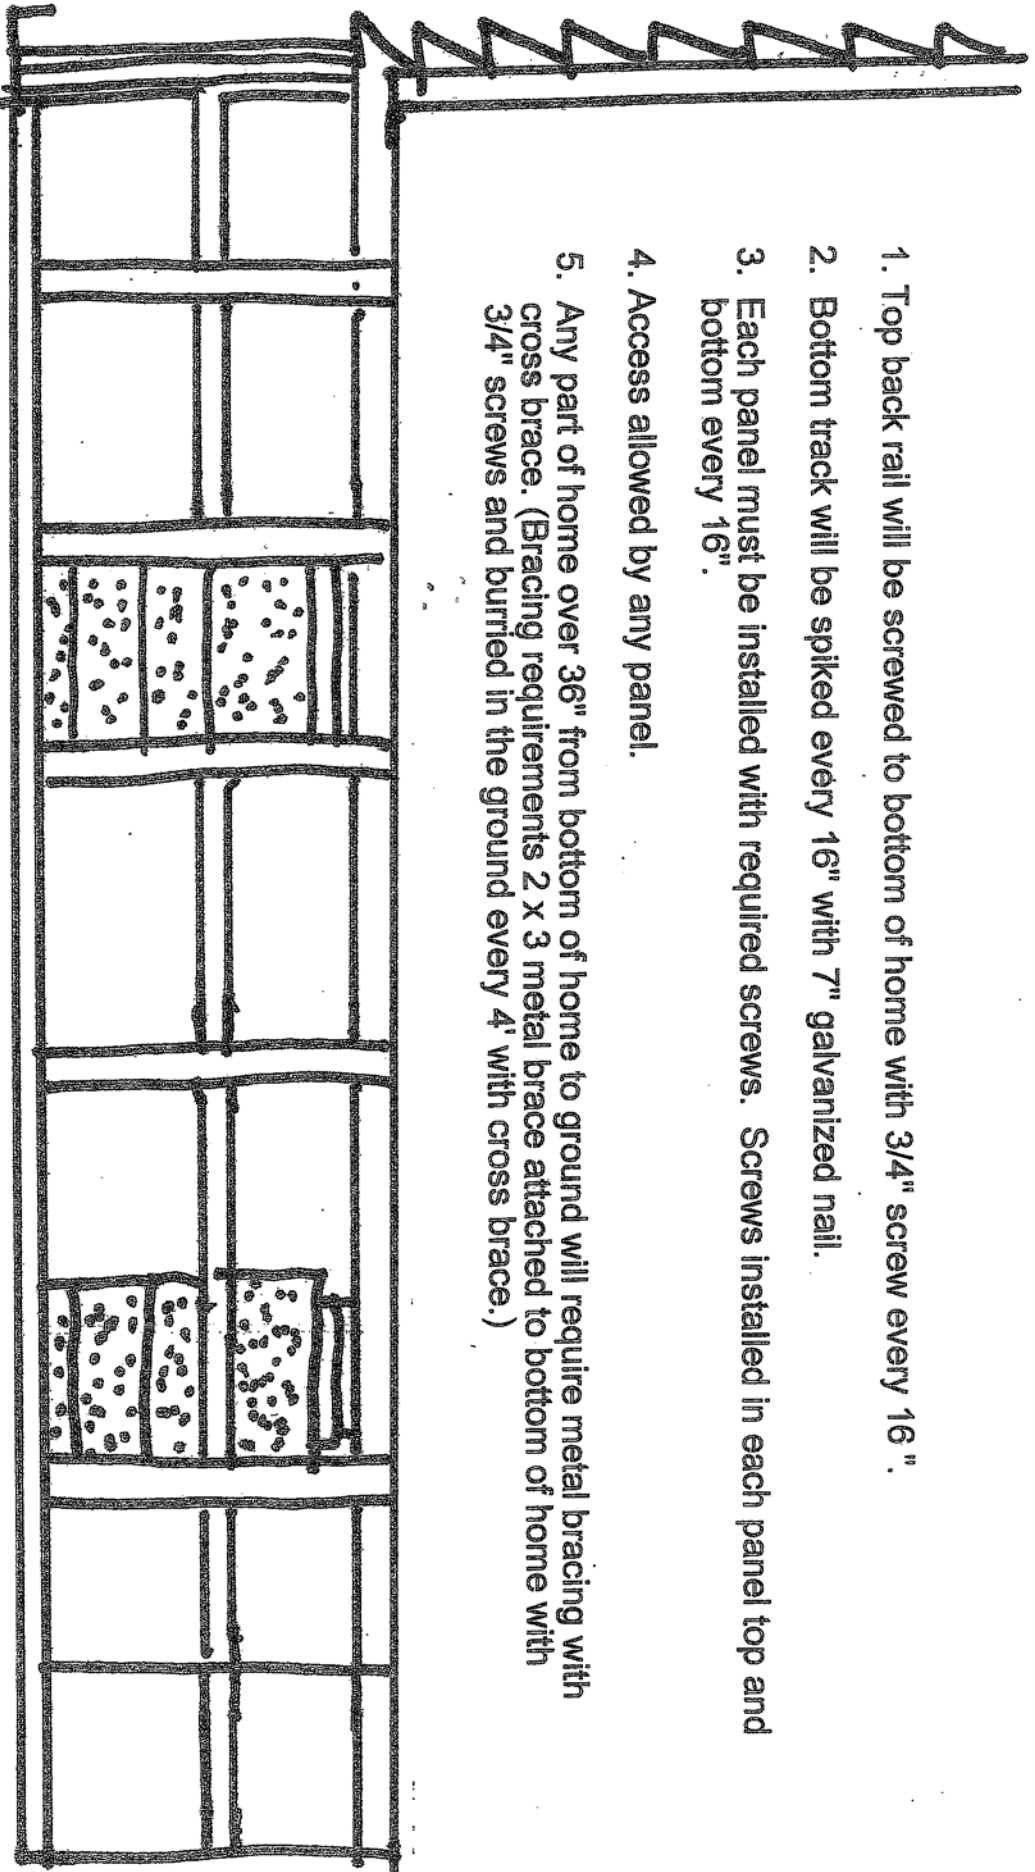 1. Top back rail will be screwed to bottom of home with 3/4" screw every 16 ".
2. Bottom track will be spiked every 16" with 7" galvanized nail.
3. Each panel must be installed with required screws. Screws installed in each panel top and
bottom every 16".
4. Access allowed by any panel.
5. Any part of home over 36" from bottom of home to ground will require metal bracing with
cross brace. (Bracing requirements 2 x 3 metal brace attached to bottom of home with
3/4" screws and burried in the ground every 4' with cross brace.)